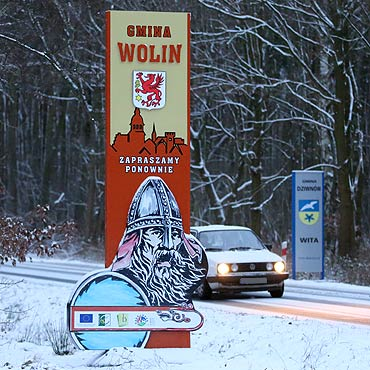 GMINA
WOLIN
ZAPRASZAMY
PONOWNIE
GMINA
DZIWNÓW
WITA